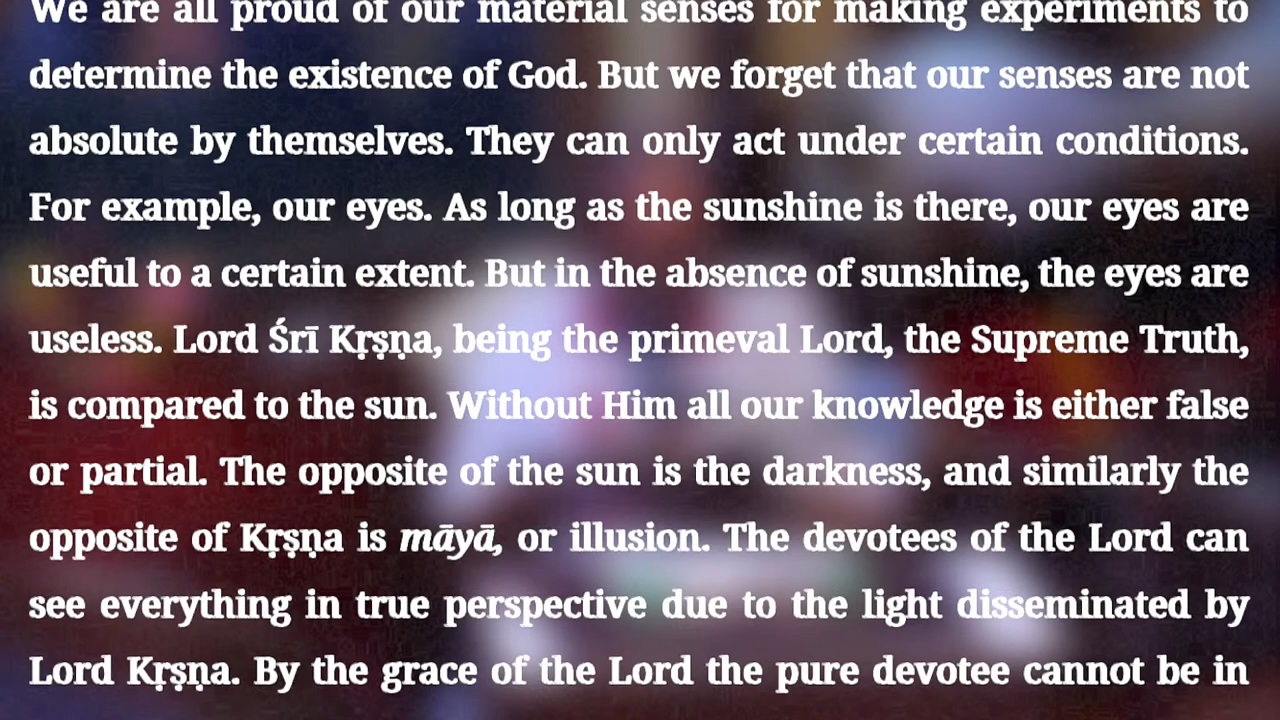 We are all proud of our material senses for making experiments to
determine the existence of God. But we forget that our senses are not
absolute by themselves. They can only act under certain conditions.
For example, our eyes. As long as the sunshine is there, our eyes are
useful to a certain extent. But in the absence of sunshine, the eyes are
useless. Lord Śrī Kṛṣṇa, being the primeval Lord, the Supreme Truth,
is compared to the sun. Without Him all our knowledge is either false
or partial. The opposite of the sun is the darkness, and similarly the
opposite of Kṛṣṇa is māyā, or illusion. The devotees of the Lord can
see everything in true perspective due to the light disseminated by
Lord Kṛṣṇa. By the grace of the Lord the pure devotee cannot be in